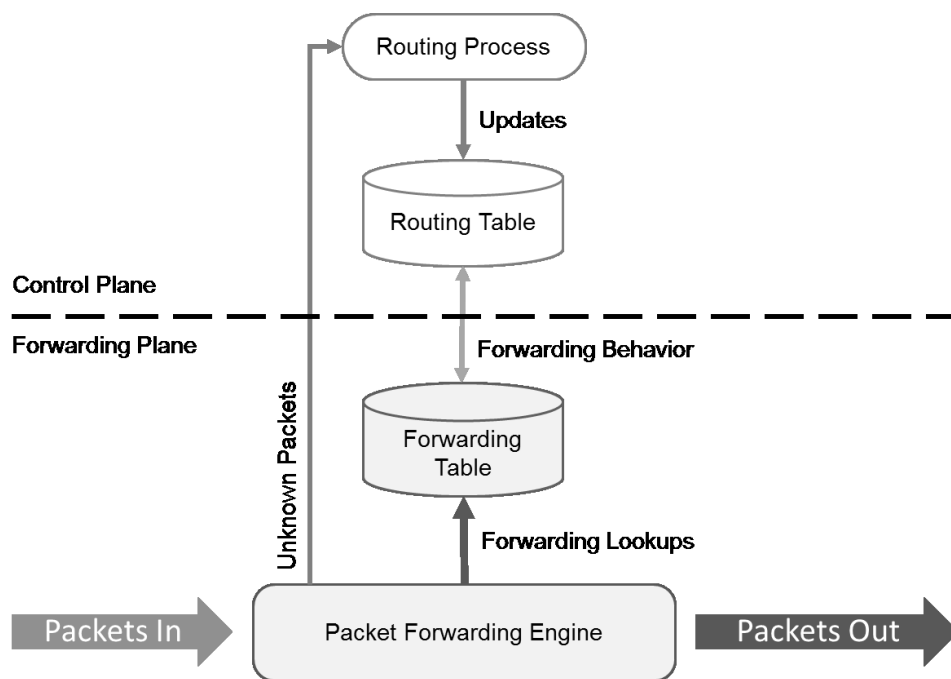 Routing Process
Updates
Routing Table
Control Plane
Forwarding Plane
Forwarding Behavior
Unknown Packets
Forwarding
Table
Forwarding Lookups
Packets In
Packet Forwarding Engine
Packets Out